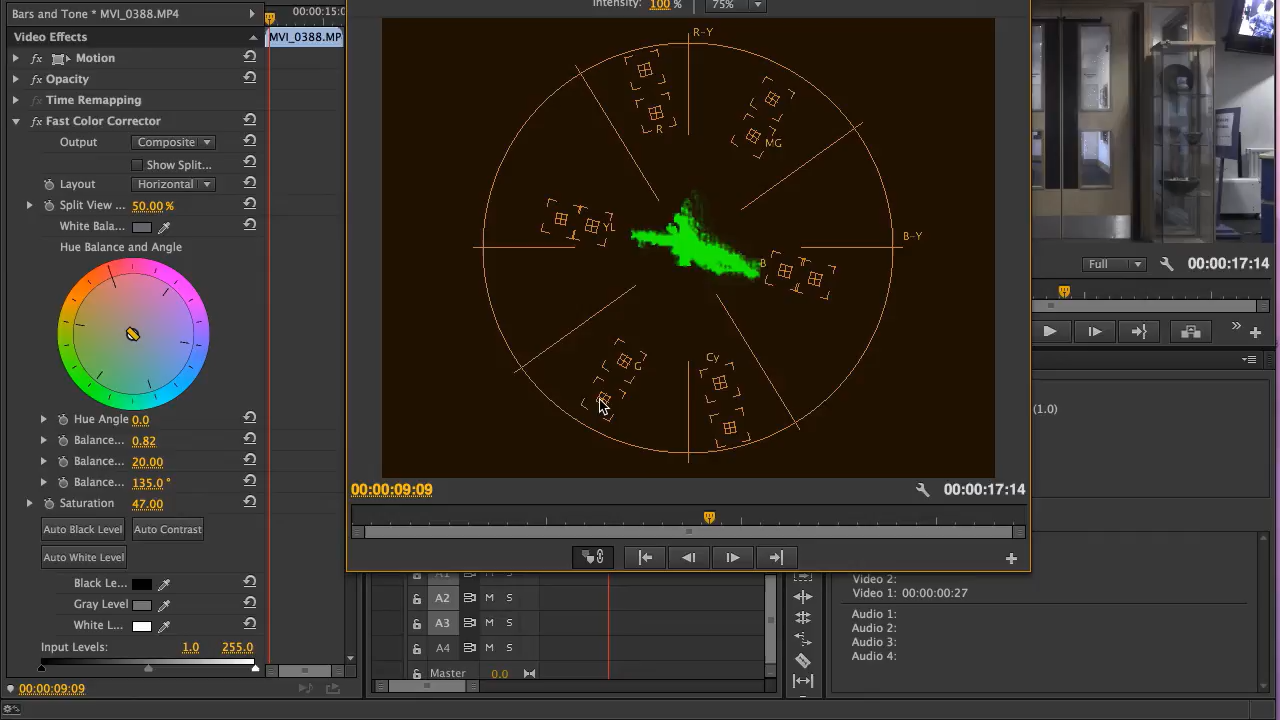 Bars and Tone * MVI_0388.MP4
00:00:15:0
Video Effects
MVI_0388.MP
fx Motion
fx Opacity
fx Time Remapping
fx Fast Color Corrector
Output Composite
Show Split...
Layout Horizontal
Split View ... 50.00 %
White Bala...
Hue Balance and Angle
Hue Angle 0.0
Balance... 0.82
Balance... 20.00
Balance... 135.0 °
Saturation 47.00
Auto Black Level Auto Contrast
Auto White Level
Black Le...
Gray Level
White L...
Input Levels: 1.0 255.0
00:00:09:09
Intensity: 100 % 75%
R-Y
R
MG
YL
B-Y
B
G
Cy
00:00:09:09 00:00:17:14
Full 00:00:17:14
(1.0)
A1
A2 M S
A3 M S
A4 M S
Master 0.0
Video 2:
Video 1: 00:00:00:27
Audio 1:
Audio 2:
Audio 3:
Audio 4: